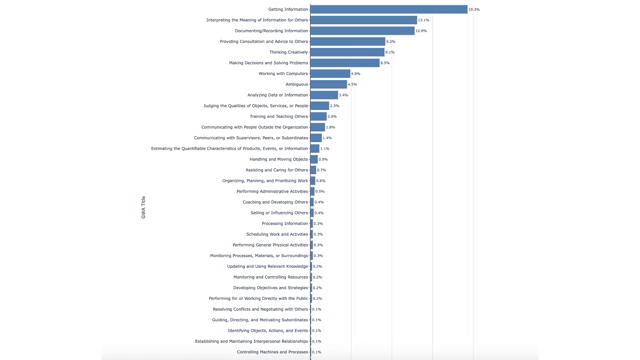 Getting Information 19.3%
Interpreting the Meaning of Information for Others 13.1%
Documenting/Recording Information 12.8%
Providing Consultation and Advice to Others 9.2%
Thinking Creatively 9.1%
Making Decisions and Solving Problems 8.5%
Working with Computers 4.9%
Ambiguous 4.5%
Analyzing Data or Information 3.4%
Judging the Qualities of Objects, Services, or People 2.3%
Training and Teaching Others 2.0%
Communicating with People Outside the Organization 1.8%
Communicating with Supervisors, Peers, or Subordinates 1.4%
Estimating the Quantifiable Characteristics of Products, Events, or Information 1.1%
Handling and Moving Objects 0.9%
Assisting and Caring for Others 0.7%
Organizing, Planning, and Prioritizing Work 0.6%
Performing Administrative Activities 0.5%
Coaching and Developing Others 0.4%
GWA Title
Selling or Influencing Others 0.4%
Processing Information 0.3%
Scheduling Work and Activities 0.3%
Performing General Physical Activities 0.3%
Monitoring Processes, Materials, or Surroundings 0.3%
Updating and Using Relevant Knowledge 0.2%
Monitoring and Controlling Resources 0.2%
Developing Objectives and Strategies 0.2%
Performing for or Working Directly with the Public 0.2%
Resolving Conflicts and Negotiating with Others 0.1%
Guiding, Directing, and Motivating Subordinates 0.1%
Identifying Objects, Actions, and Events 0.1%
Establishing and Maintaining Interpersonal Relationships 0.1%
Controlling Machines and Processes 0.1%